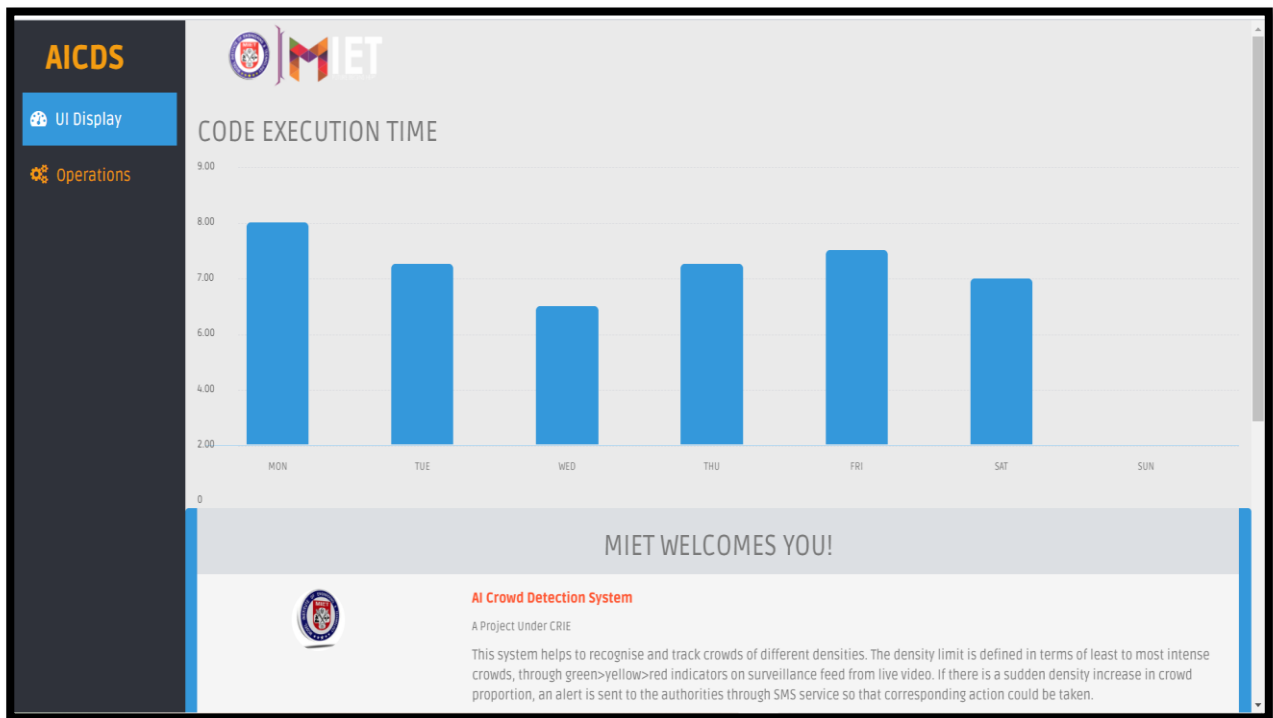 AICDS
UI Display
Operations
MIET
CODE EXECUTION TIME
9.00
8.00
7.00
6.00
4.00
2.00
MON TUE WED THU FRI SAT SUN
0
MIET WELCOMES YOU!
AI Crowd Detection System
A Project Under CRIE
This system helps to recognise and track crowds of different densities. The density limit is defined in terms of least to most intense
crowds, through green>yellow>red indicators on surveillance feed from live video. If there is a sudden density increase in crowd
proportion, an alert is sent to the authorities through SMS service so that corresponding action could be taken.